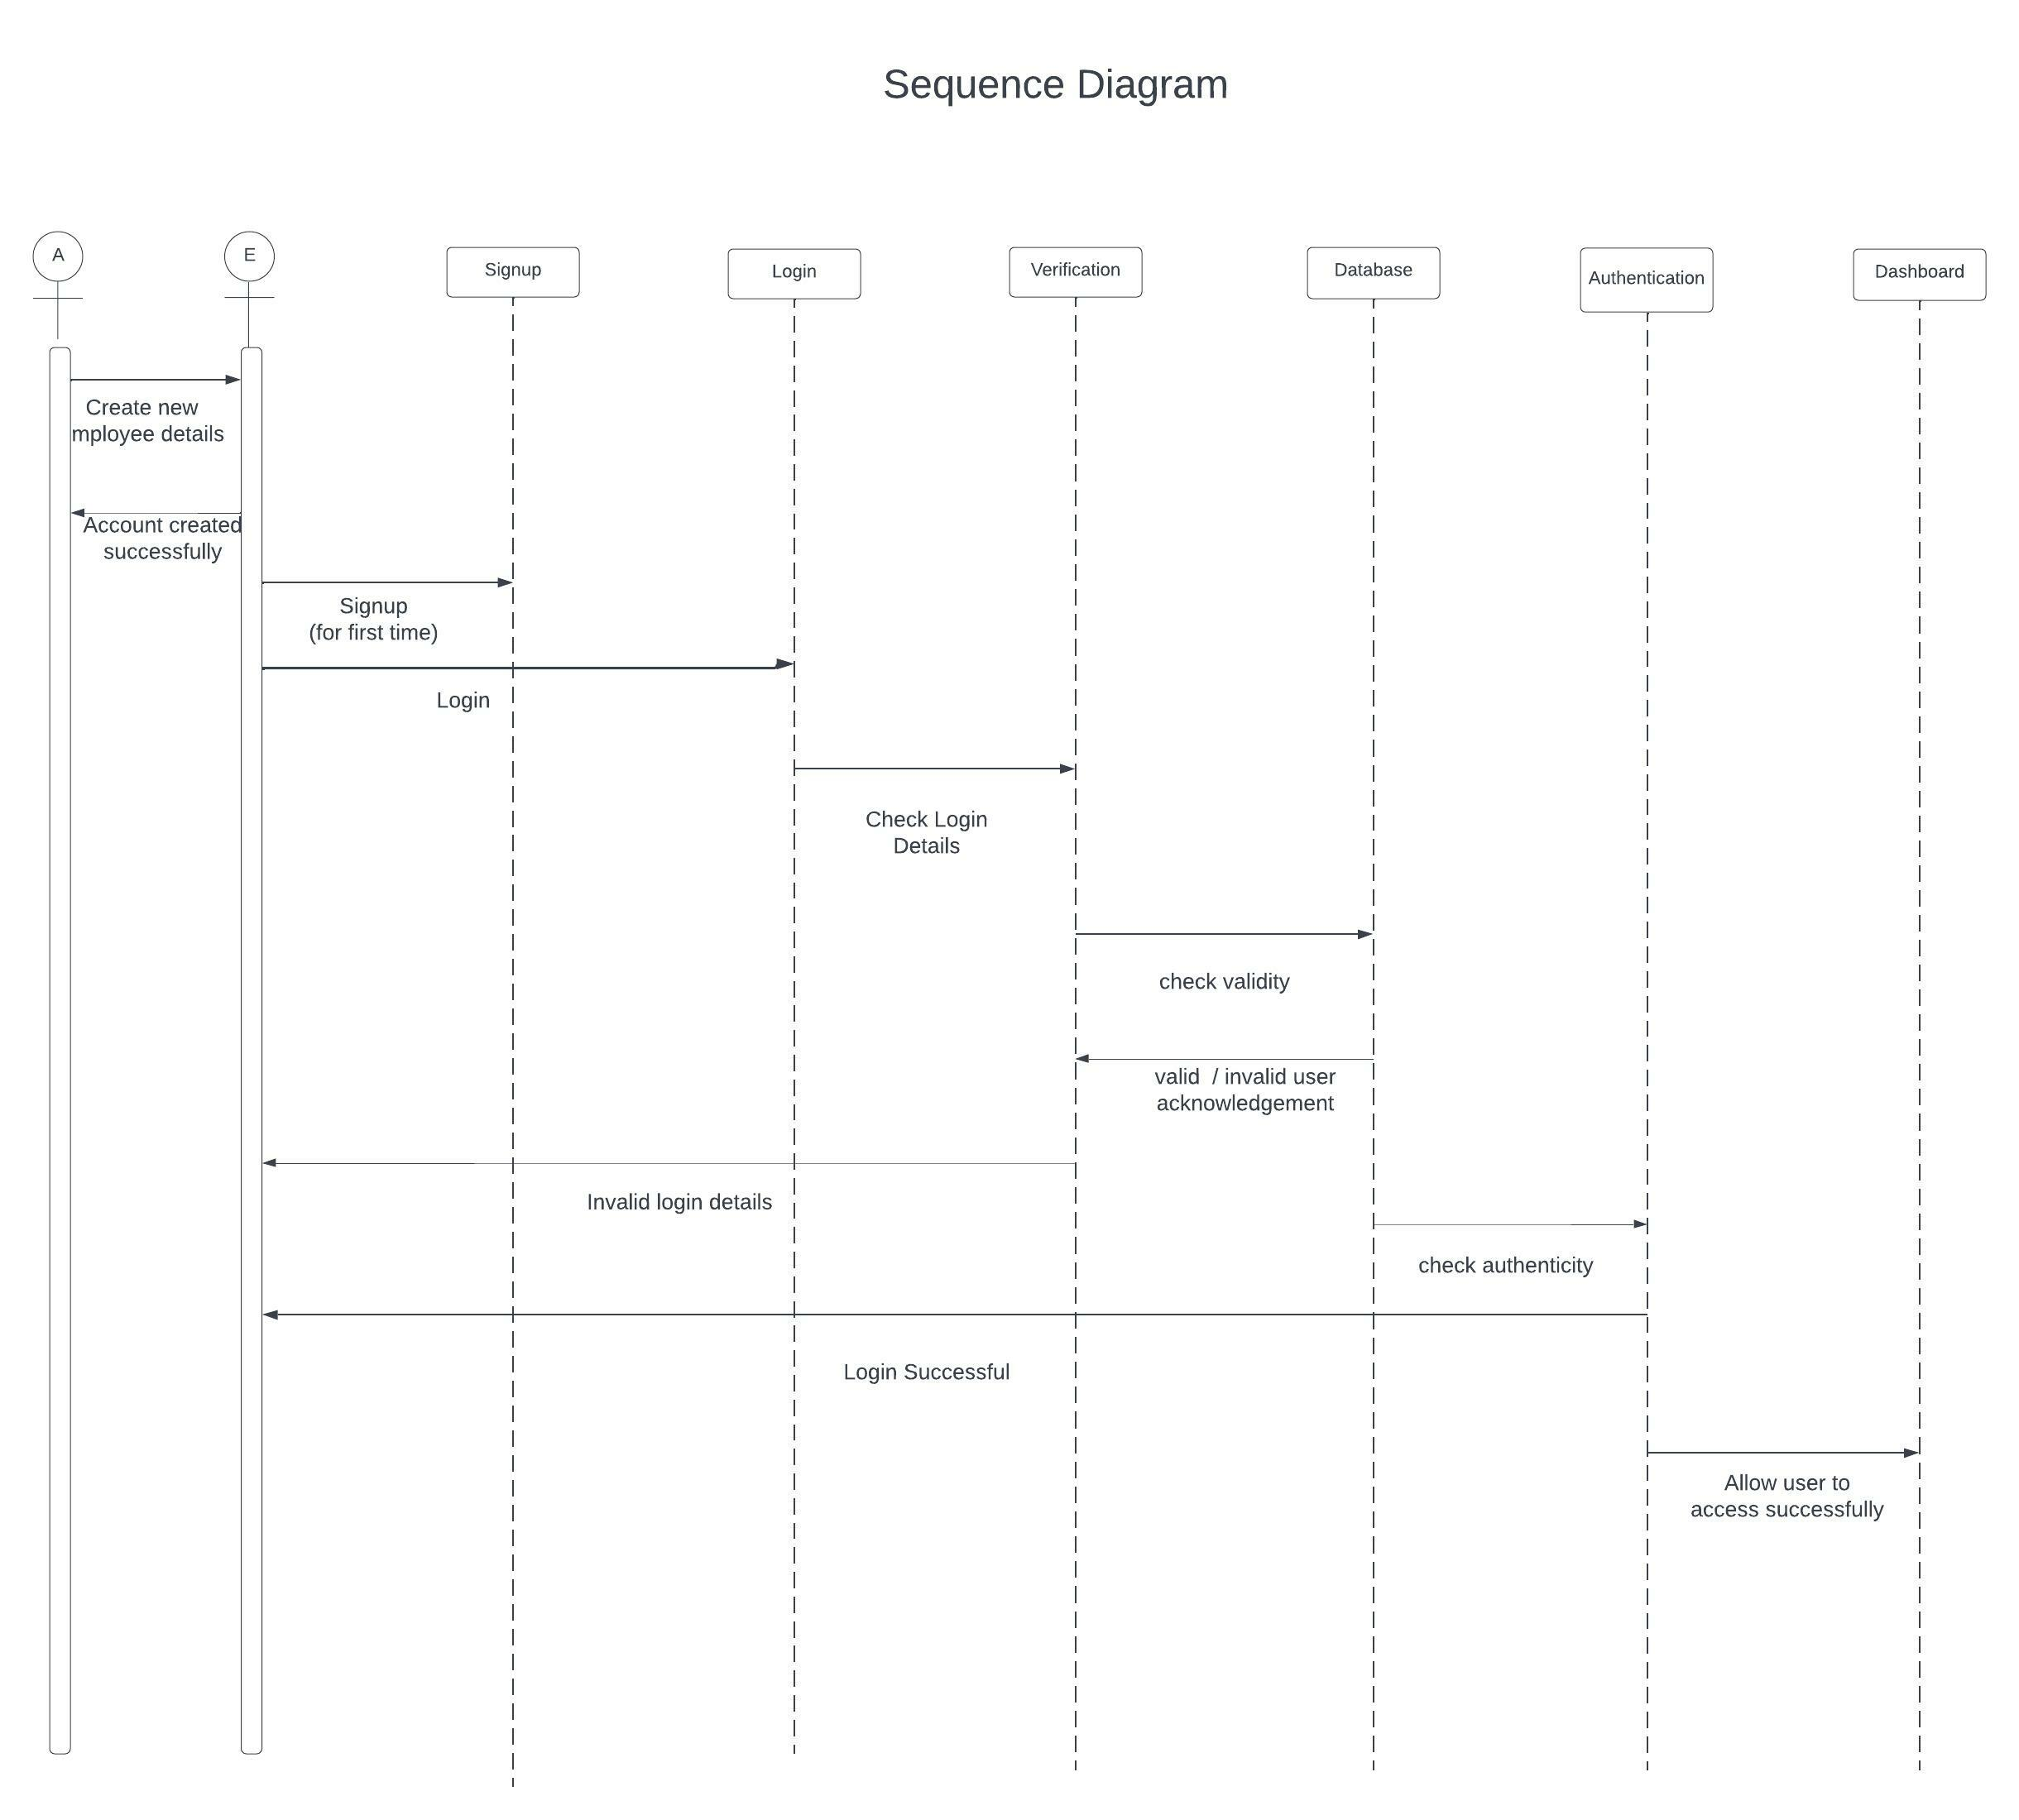 Sequence Diagram
A
E
Signup
Login
Verification
Database
Authentication
Dashboard
Create new
mployee details
Account created
successfully
Signup
(for first time)
Login
Check Login
Details
check validity
valid  / invalid user
acknowledgement
Invalid login details
check authenticity
Login Successful
Allow user to
access successfully